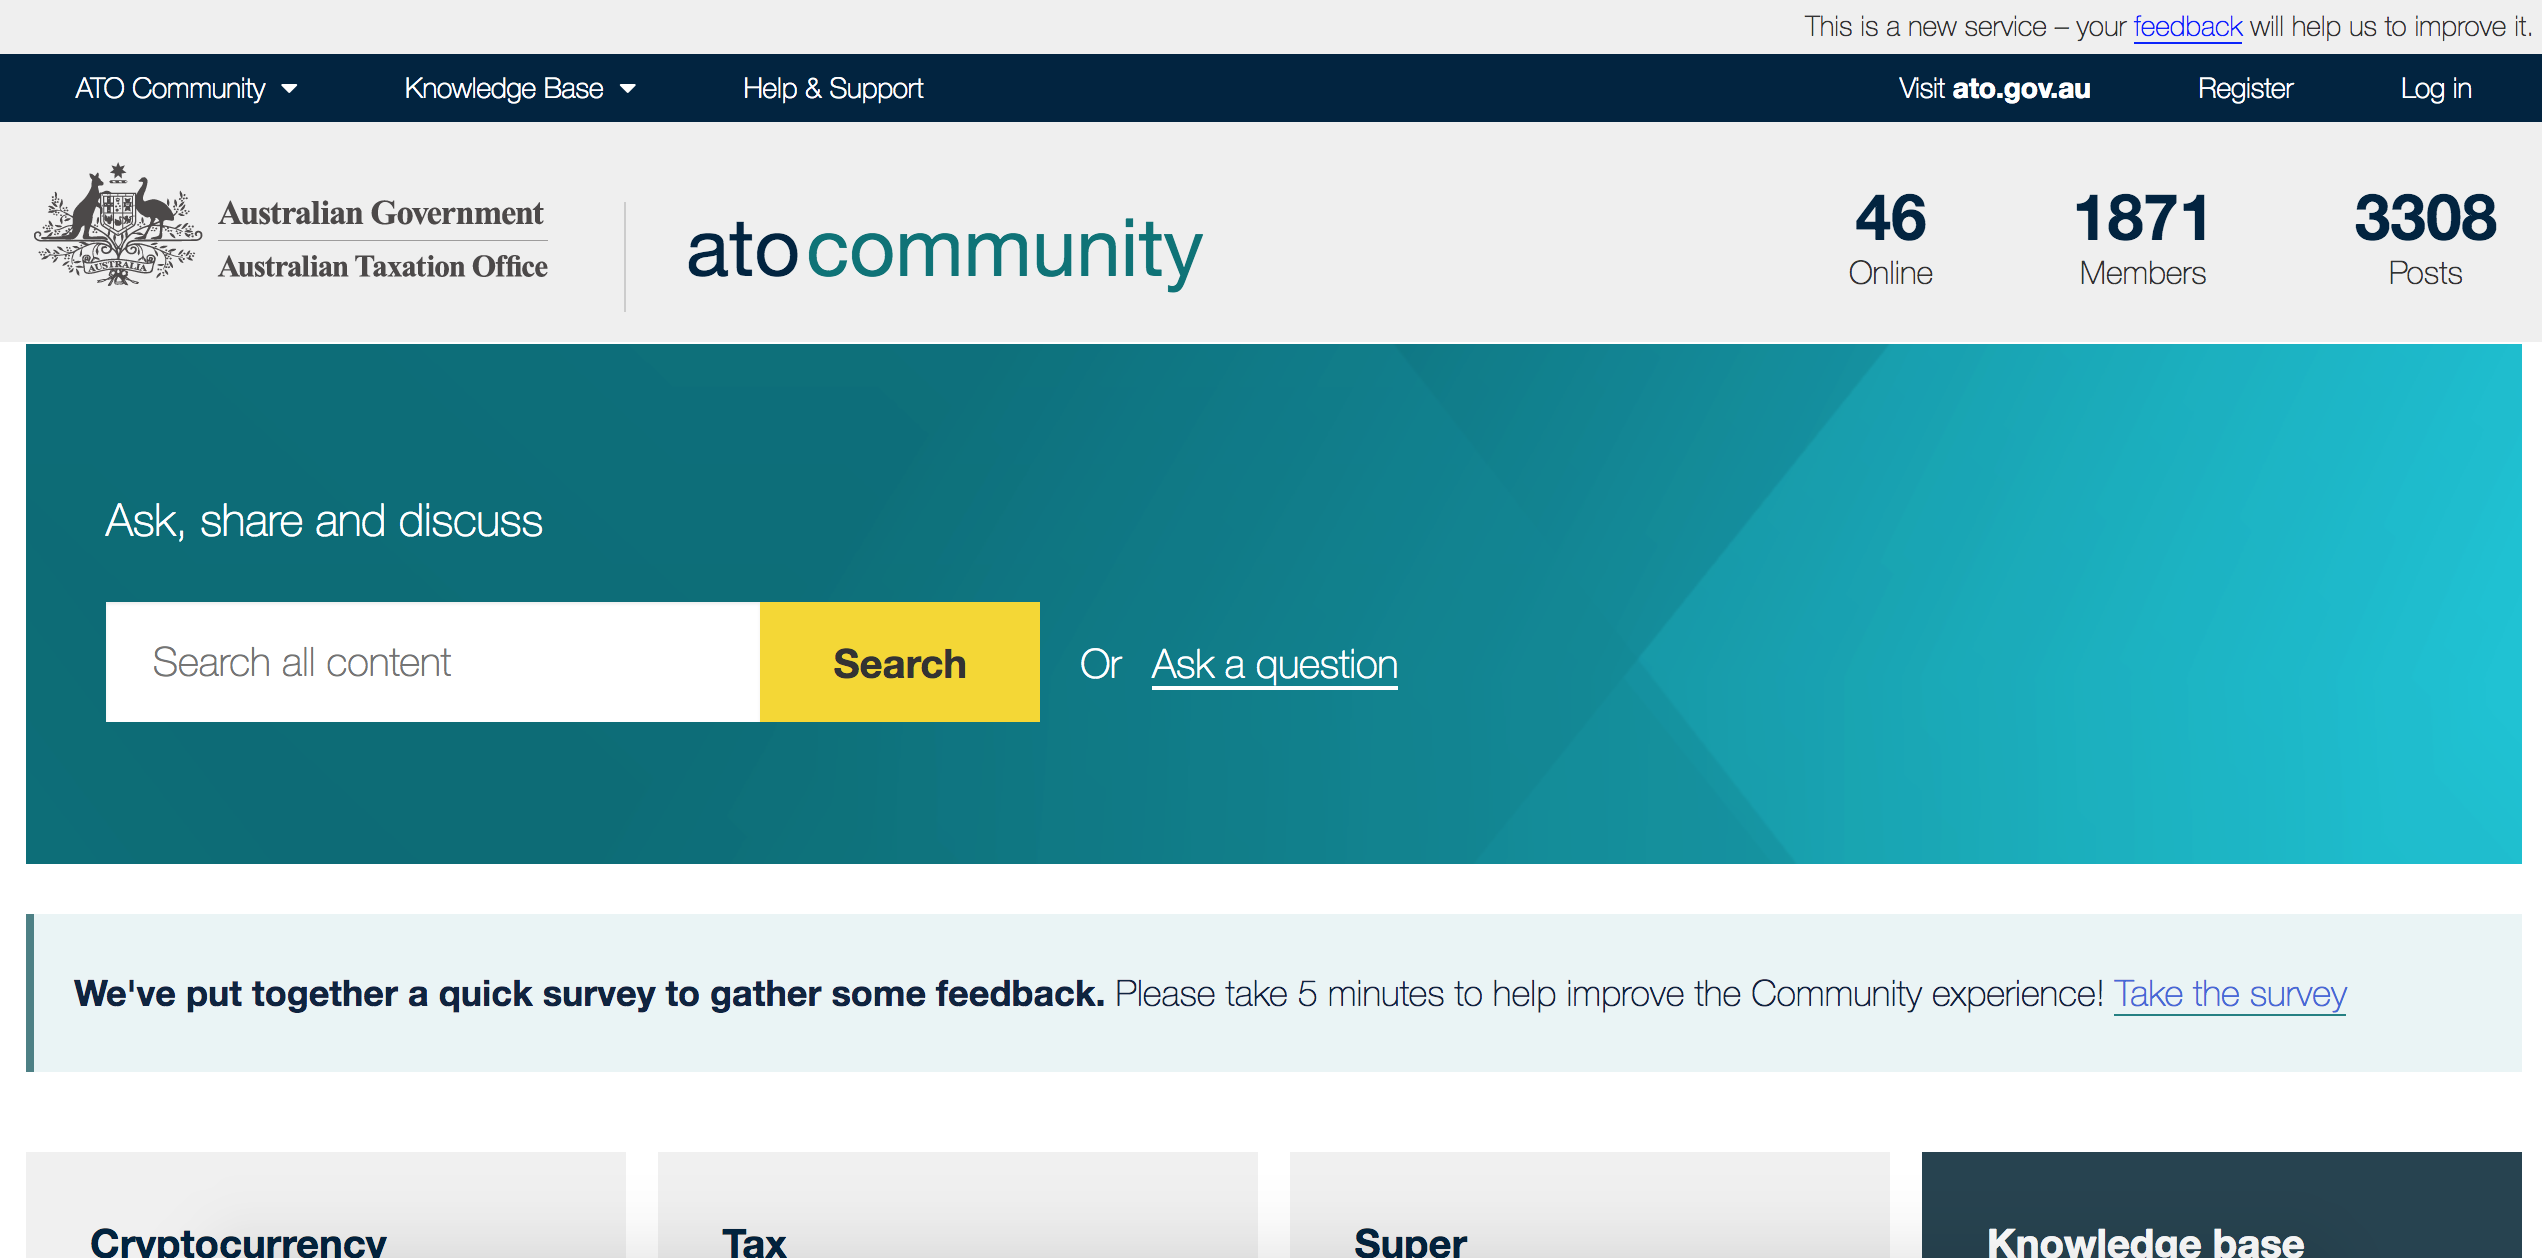 This is a new service – your feedback will help us to improve it.
ATO Community Knowledge Base Help & Support Visit ato.gov.au Register Log in
AUSTRALIA
Australian Government
Australian Taxation Office
atocommunity
46 1871 3308
Online Members Posts
Ask, share and discuss
Search all content Search Or Ask a question
We've put together a quick survey to gather some feedback. Please take 5 minutes to help improve the Community experience! Take the survey
Cryptocurrency Tax Super Knowledge base